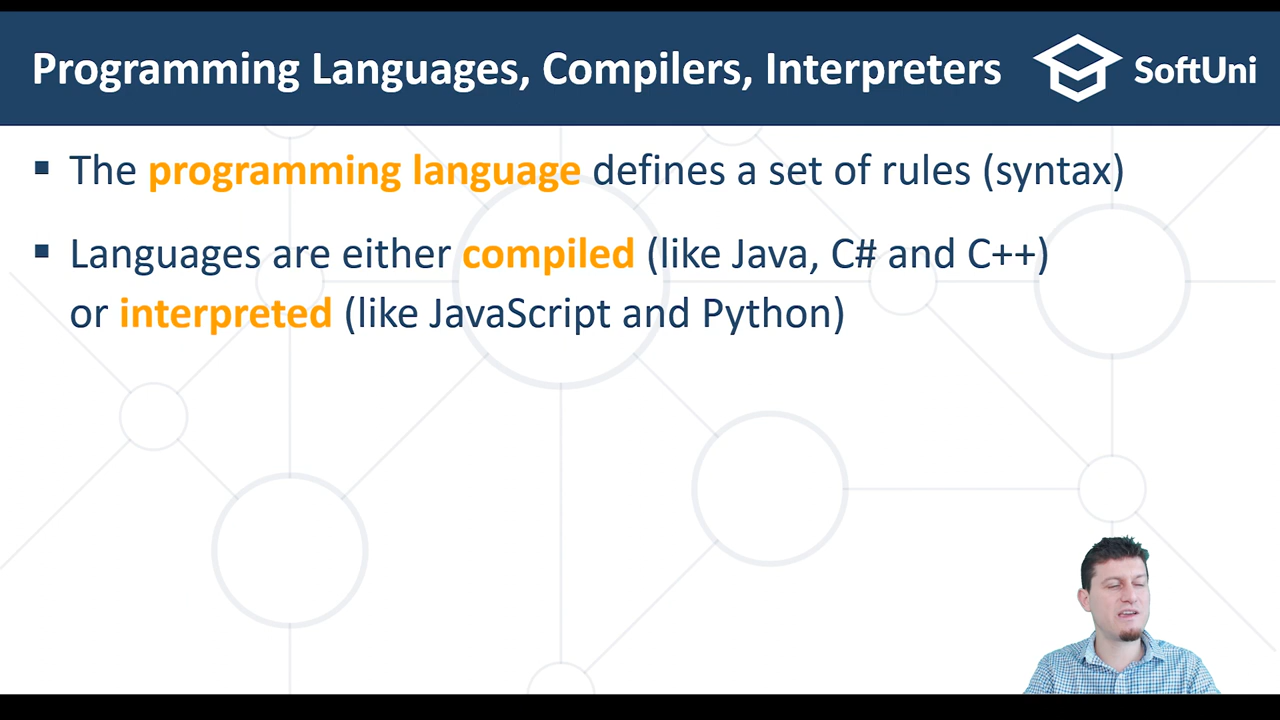 Programming Languages, Compilers, Interpreters
SoftUni
▪ The programming language defines a set of rules (syntax)
▪ Languages are either compiled (like Java, C# and C++)
or interpreted (like JavaScript and Python)